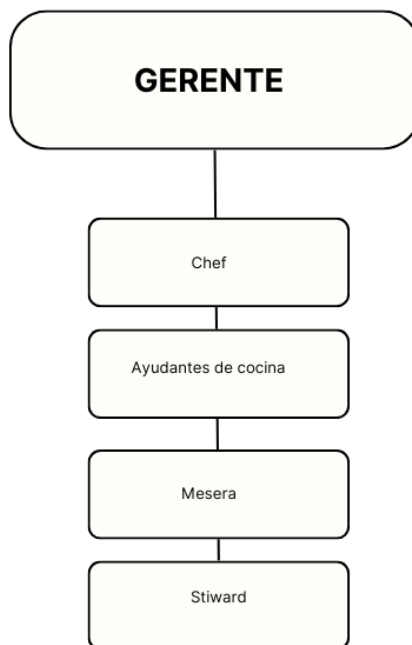 GERENTE
Chef
Ayudantes de cocina
Mesera
Stiward